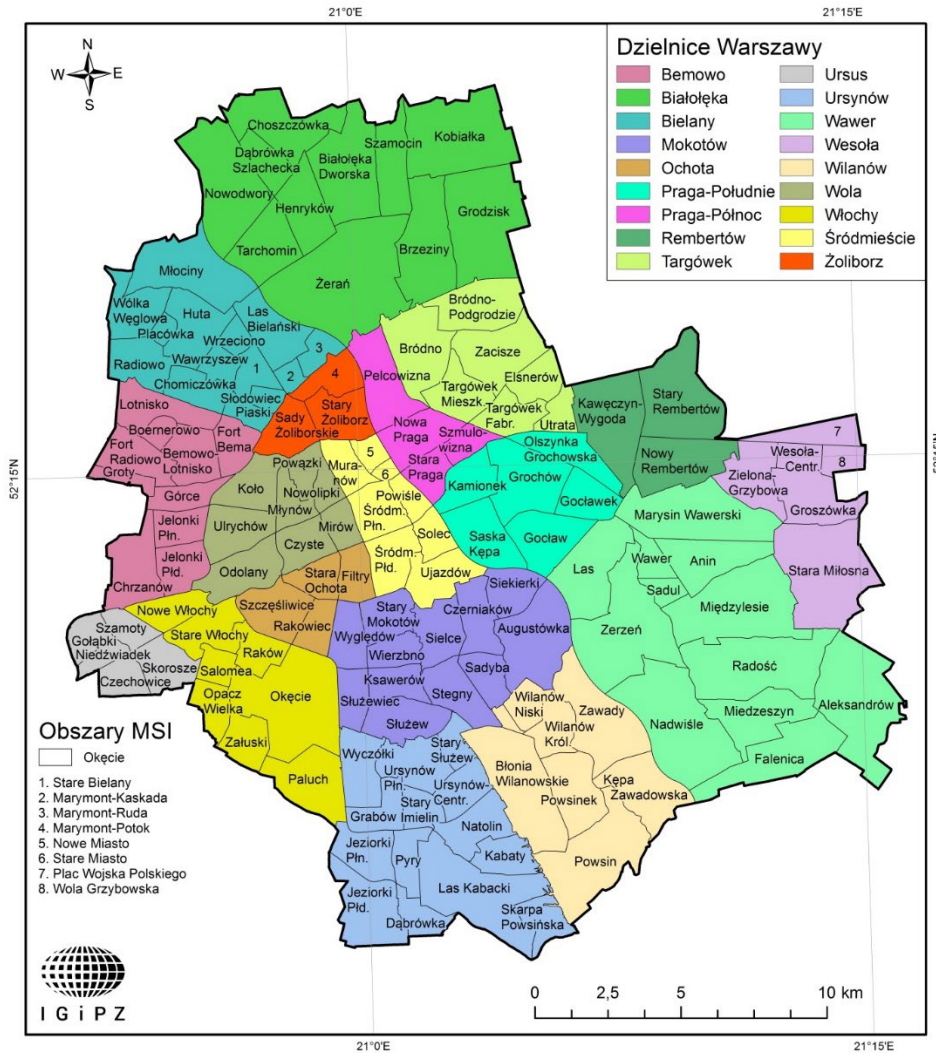 21°0'E
21°15'E
N
W E
S
Dzielnice Warszawy
Bemowo
Białołęka
Bielany
Mokotów
Ochota
Praga-Południe
Praga-Północ
Rembertów
Targówek
Ursus
Ursynów
Wawer
Wesoła
Wilanów
Wola
Włochy
Śródmieście
Żoliborz
Choszczówka
Szamocin
Kobiałka
Dąbrówka
Szlachecka
Białołęka
Dworska
Nowodwory
Henryków
Grodzisk
Tarchomin
Brzeziny
Żerań
Młociny
Wólka
Węglowa
Huta
Las
Bielański
Placówka
Wrzeciono
Radiowo
Wawrzyszew
1
2
3
4
Chomiczówka
Słodowiec
Piaski
Sady
Żoliborskie
Stary
Żoliborz
Bródno-
Podgrodzie
Bródno
Zacisze
Pelcowizna
Targówek
Mieszk.
Elsnerów
Targówek
Fabr.
Utrata
Kawęczyn-
Wygoda
Stary
Rembertów
Nowy
Rembertów
7
8
Wesoła-
Centr.
Zielona-
Grzybowa
Groszówka
Stara Miłosna
Lotnisko
Boernerowo
Fort
Bema
Fort
Radiowo
Bemowo-
Lotnisko
Groty
Górce
Jelonki
Płn.
Jelonki
Płd.
Chrzanów
52°15'N
52°15'N
Nowa
Praga
Szmulo-
wizna
Stara
Praga
Olszynka
Grochowska
Kamionek
Grochów
Gocławek
Saska
Kępa
Gocław
Powązki
Mura-
nów
5
6
Koło
Nowolipki
Młynów
Ulrychów
Mirów
Czyste
Odolany
Powiśle
Śródm.
Płn.
Solec
Śródm.
Płd.
Ujazdów
Marysin Wawerski
Las
Wawer
Anin
Sadul
Międzylesie
Zerzeń
Radość
Nadwiśle
Miedzeszyn
Aleksandrów
Falenica
Stara
Ochota
Filtry
Szczęśliwice
Rakowiec
Siekierki
Stary
Mokotów
Czerniaków
Wyględów
Sielce
Augustówka
Wierzbno
Ksawerów
Sadyba
Służewiec
Stegny
Służew
Nowe Włochy
Stare Włochy
Raków
Salomea
Opacz
Wielka
Okęcie
Załuski
Paluch
Szamoty
Gołąbki
Niedźwiadek
Skorosze
Czechowice
Wilanów
Niski
Zawady
Wilanów
Król.
Błonia
Wilanowskie
Kępa
Zawadowska
Powsinek
Powsin
Wyczółki
Stary
Służew
Ursynów
Płn.
Ursynów-
Centr.
Stary
Imielin
Grabów
Natolin
Jeziorki
Płn.
Pyry
Kabaty
Las Kabacki
Jeziorki
Płd.
Dąbrówka
Skarpa
Powsińska
Obszary MSI
Okęcie
1. Stare Bielany
2. Marymont-Kaskada
3. Marymont-Ruda
4. Marymont-Potok
5. Nowe Miasto
6. Stare Miasto
7. Plac Wojska Polskiego
8. Wola Grzybowska
IGiPZ
0 2,5 5 10 km
21°0'E
21°15'E